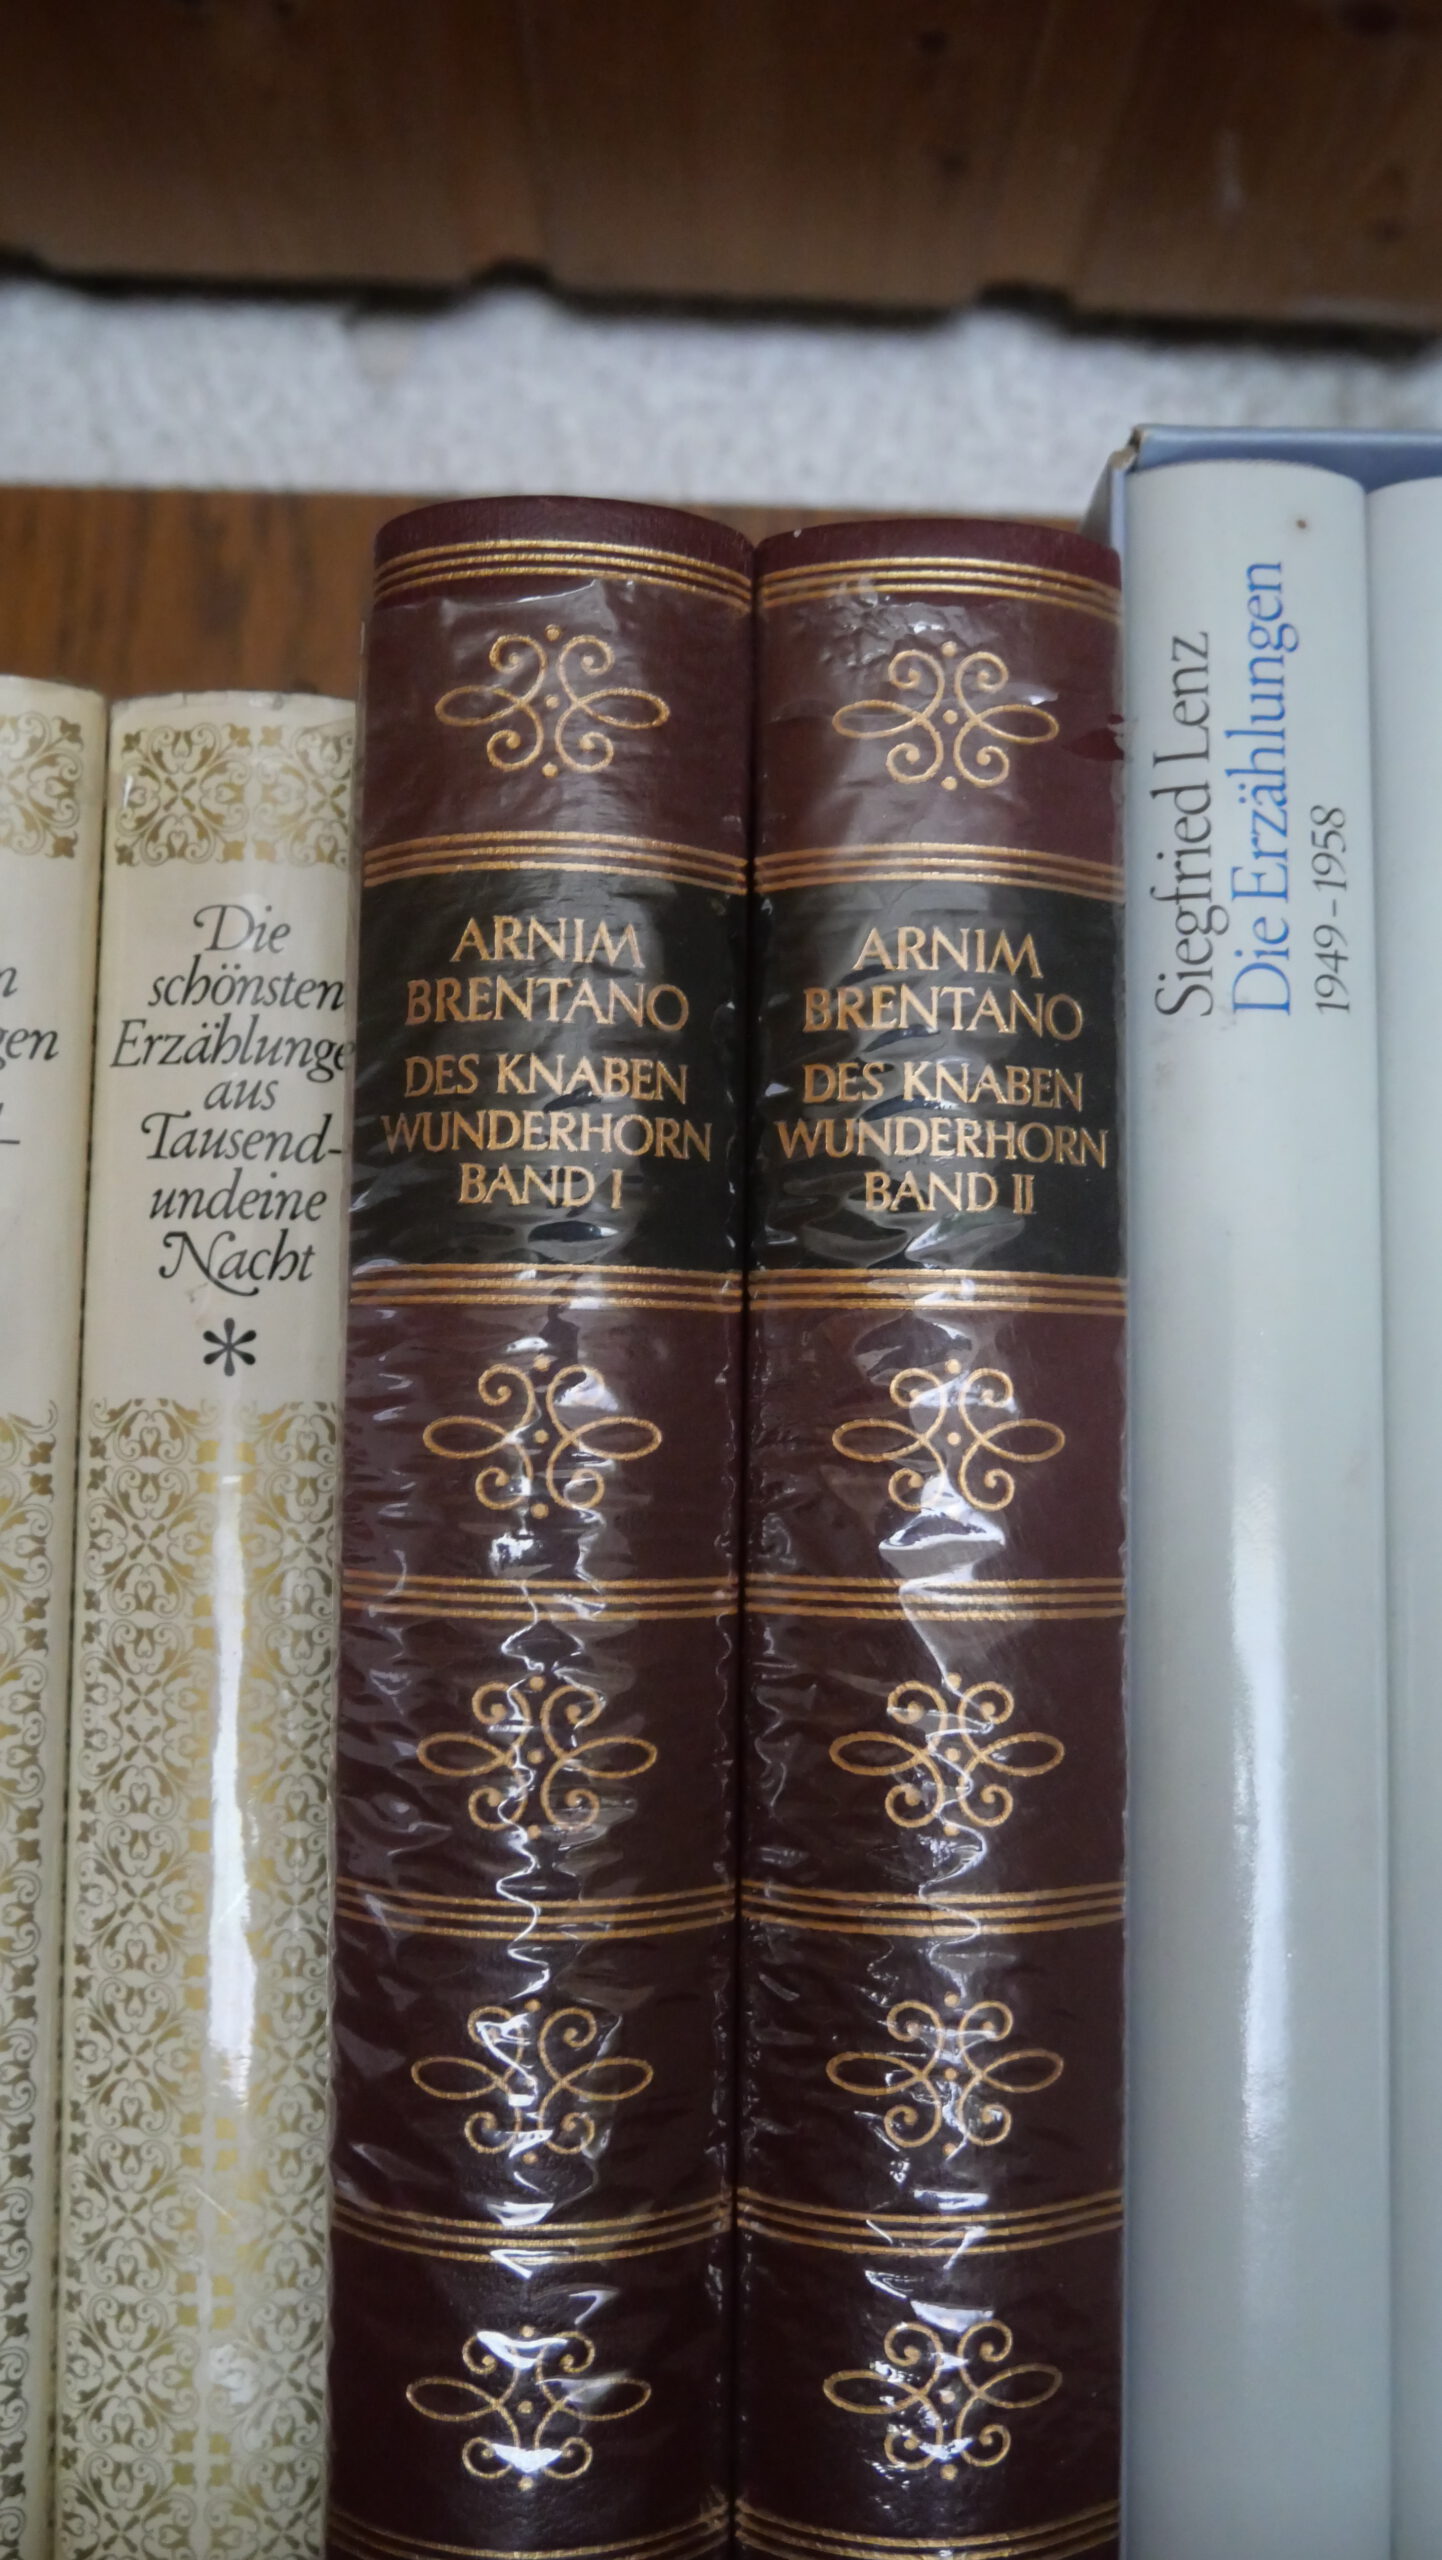 gen
Die
schönsten
Erzählunge
aus
Tausend-
undeine
Nacht
*
ARNIM
BRENTANO
DES KNABEN
WUNDERHORN
BAND I
ARNIM
BRENTANO
DES KNABEN
WUNDERHORN
BAND II
Siegfried Lenz
Die Erzählungen
1949–1958